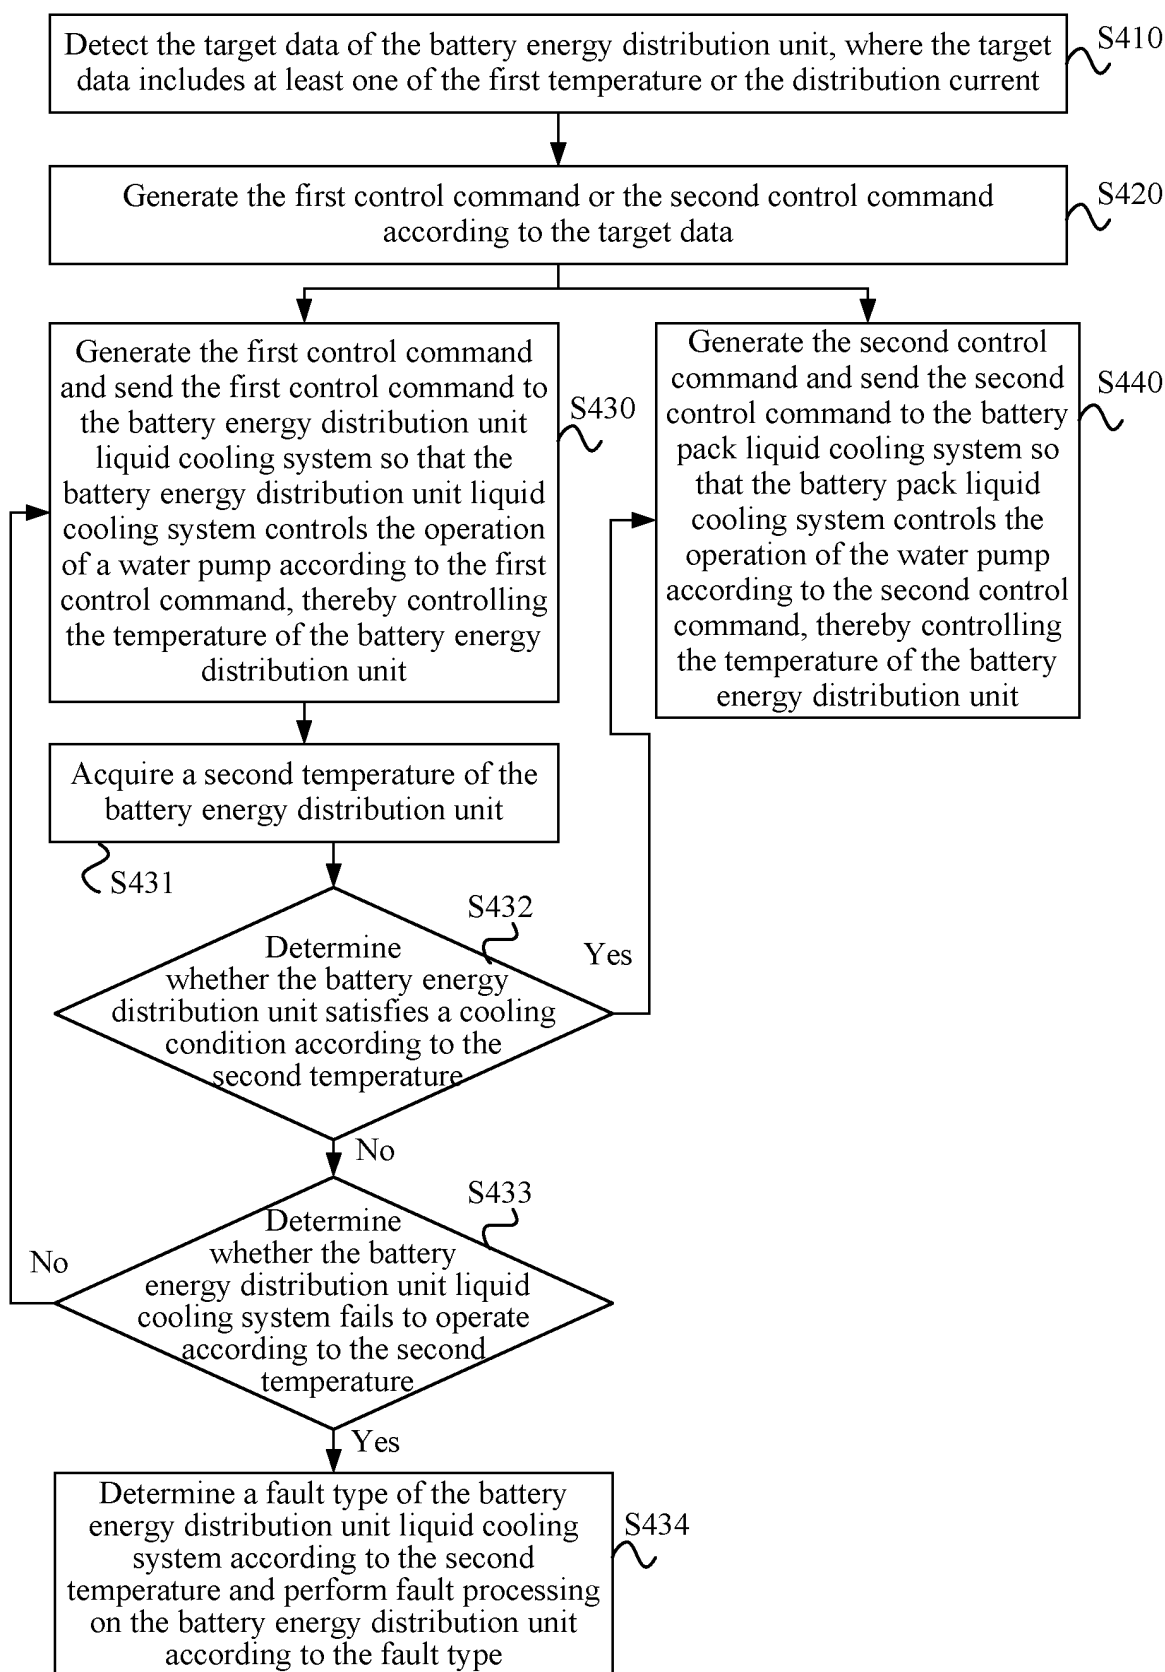 Detect the target data of the battery energy distribution unit, where the target
data includes at least one of the first temperature or the distribution current
S410
Generate the first control command or the second control command
according to the target data
S420
Generate the first control command
and send the first control command to
the battery energy distribution unit
liquid cooling system so that the
battery energy distribution unit liquid
cooling system controls the operation
of a water pump according to the first
control command, thereby controlling
the temperature of the battery energy
distribution unit
S430
Generate the second control
command and send the second
control command to the battery
pack liquid cooling system so
that the battery pack liquid
cooling system controls the
operation of the water pump
according to the second control
command, thereby controlling
the temperature of the battery
energy distribution unit
S440
Acquire a second temperature of the
battery energy distribution unit
S431
S432
Determine
whether the battery energy
distribution unit satisfies a cooling
condition according to the
second temperature
Yes
No
S433
Determine
whether the battery
energy distribution unit liquid
cooling system fails to operate
according to the second
temperature
No
Yes
Determine a fault type of the battery
energy distribution unit liquid cooling
system according to the second
temperature and perform fault processing
on the battery energy distribution unit
according to the fault type
S434